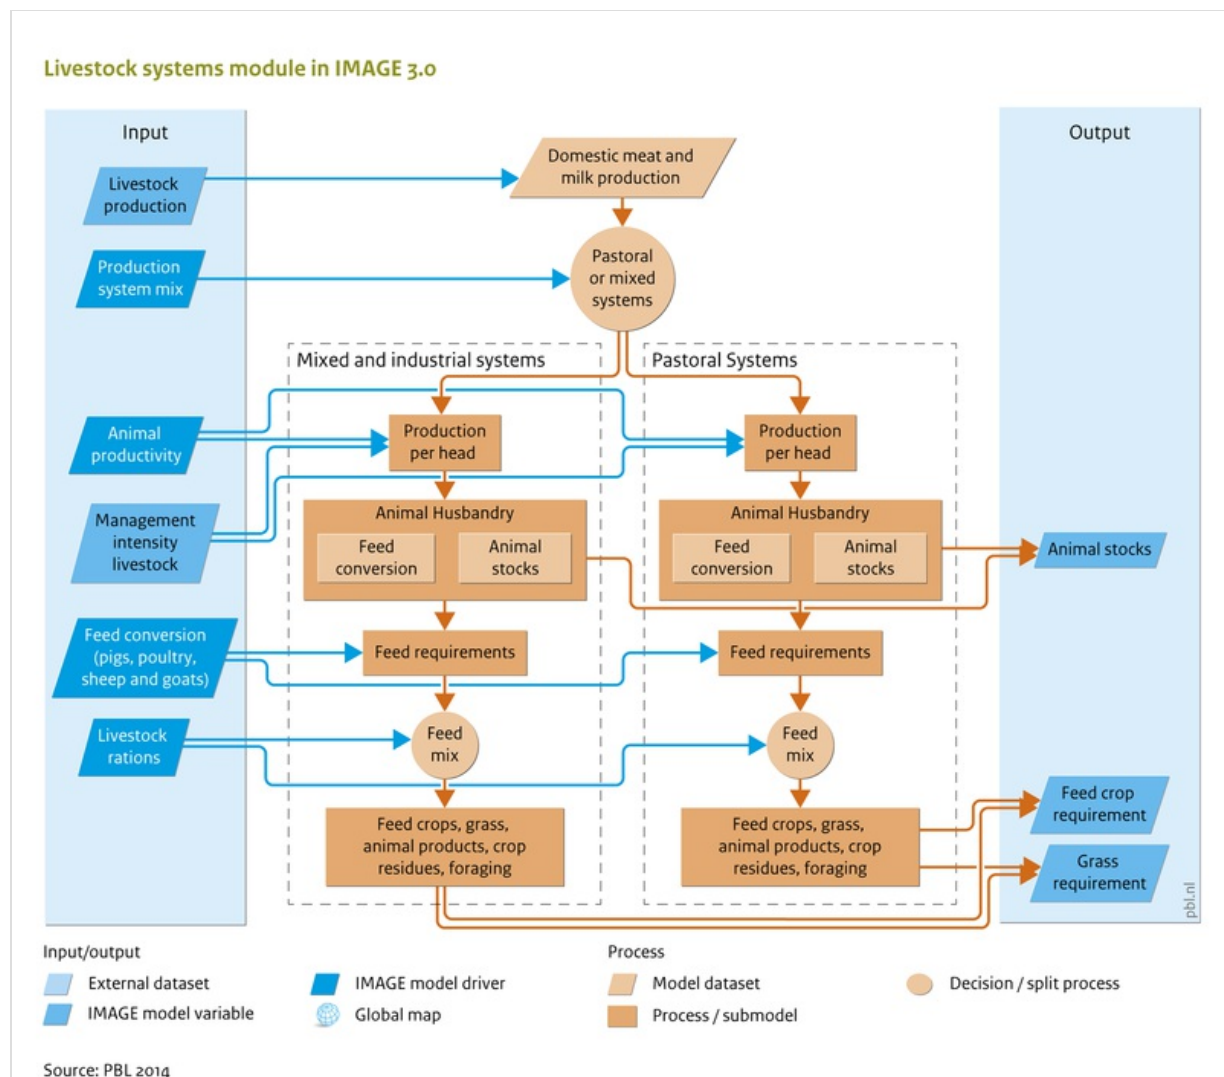 Livestock systems module in IMAGE 3.0
Input
Output
Livestock
production
Domestic meat and
milk production
Production
system mix
Pastoral
or mixed
systems
Mixed and industrial systems
Pastoral Systems
Animal
productivity
Production
per head
Production
per head
Management
intensity
livestock
Animal Husbandry
Feed
conversion
Animal
stocks
Animal Husbandry
Feed
conversion
Animal
stocks
Animal stocks
Feed conversion
(pigs, poultry,
sheep and goats)
Feed requirements
Feed requirements
Livestock
rations
Feed
mix
Feed
mix
Feed crops, grass,
animal products, crop
residues, foraging
Feed crops, grass,
animal products, crop
residues, foraging
Feed crop
requirement
Grass
requirement
pbl.nl
Input/output
External dataset
IMAGE model variable
IMAGE model driver
Global map
Process
Model dataset
Process / submodel
Decision / split process
Source: PBL 2014